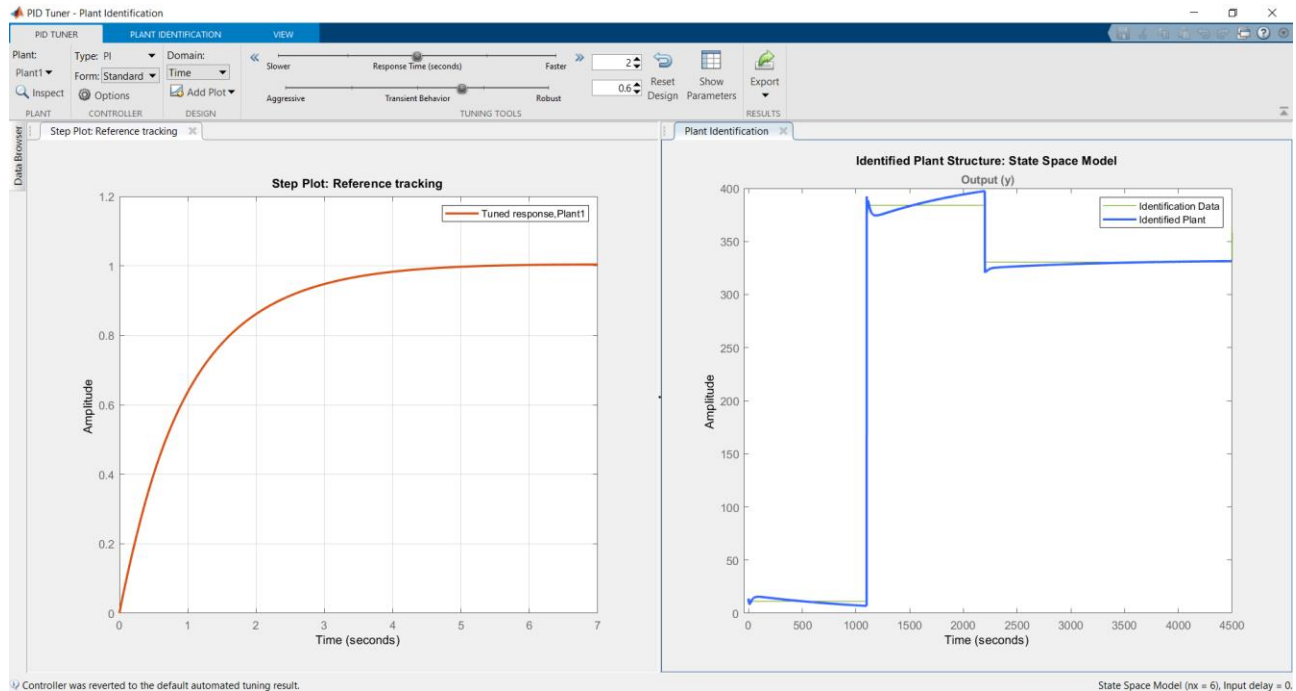 PID Tuner - Plant Identification
PID TUNER PLANT IDENTIFICATION VIEW
Plant: Type: PI Domain:
Plant1 Form: Standard Time
Inspect Options Add Plot
Slower Response Time (seconds) Faster 2
Aggressive Transient Behavior Robust 0.6
Reset Design Show Parameters Export
PLANT CONTROLLER DESIGN TUNING TOOLS RESULTS
Data Browser
Step Plot: Reference tracking
Step Plot: Reference tracking
Tuned response,Plant1
1.2
1
0.8
0.6
0.4
0.2
0
Amplitude
0 1 2 3 4 5 6 7
Time (seconds)
Plant Identification
Identified Plant Structure: State Space Model
Output (y)
Identification Data
Identified Plant
400
350
300
250
200
150
100
50
0
Amplitude
0 500 1000 1500 2000 2500 3000 3500 4000 4500
Time (seconds)
Controller was reverted to the default automated tuning result.
State Space Model (nx = 6), Input delay = 0.